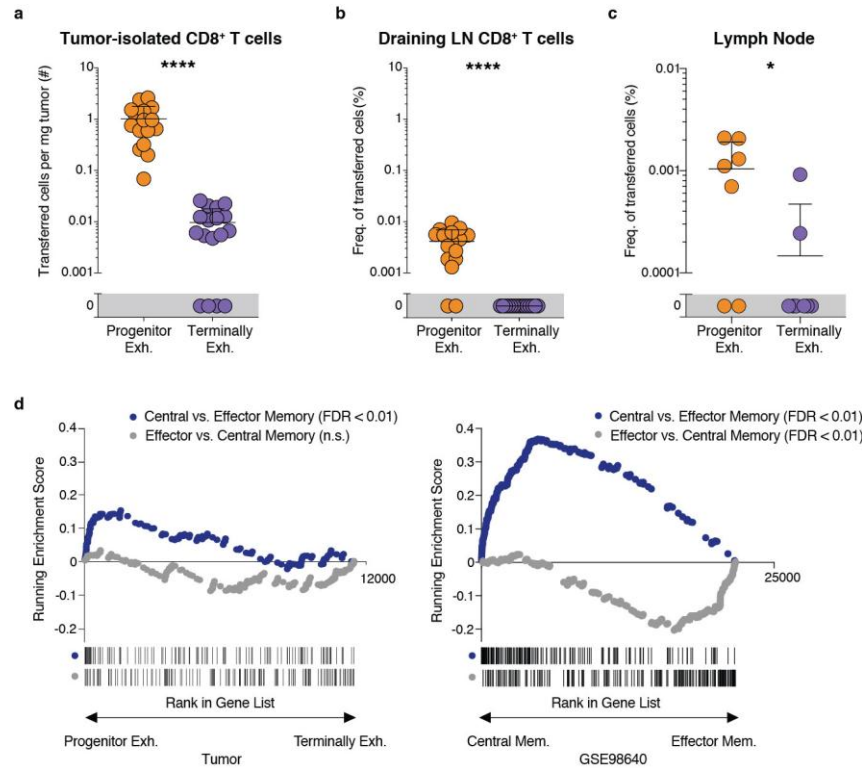 a
Tumor-isolated CD8⁺ T cells
****
Transferred cells per mg tumor (#)
10
1
0.1
0.01
0.001
0
Progenitor Exh.
Terminally Exh.
b
Draining LN CD8⁺ T cells
****
Freq. of transferred cells (%)
10
1
0.1
0.01
0.001
0
Progenitor Exh.
Terminally Exh.
c
Lymph Node
*
Freq. of transferred cells (%)
0.01
0.001
0.0001
0
Progenitor Exh.
Terminally Exh.
d
Central vs. Effector Memory (FDR < 0.01)
Effector vs. Central Memory (n.s.)
Running Enrichment Score
0.4
0.3
0.2
0.1
0
-0.1
-0.2
12000
Rank in Gene List
Progenitor Exh.
Terminally Exh.
Tumor
Central vs. Effector Memory (FDR < 0.01)
Effector vs. Central Memory (FDR < 0.01)
Running Enrichment Score
0.4
0.3
0.2
0.1
0
-0.1
-0.2
25000
Rank in Gene List
Central Mem.
Effector Mem.
GSE98640